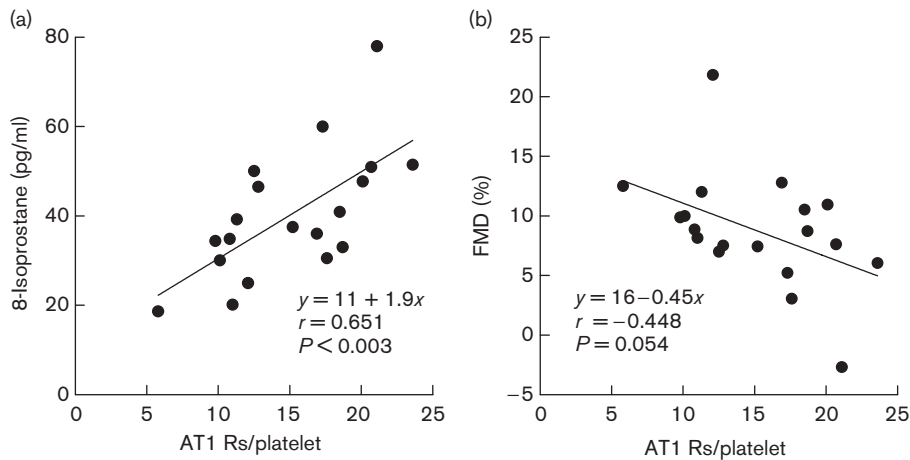 (a)
80
60
40
20
0
8-Isoprostane (pg/ml)
y = 11 + 1.9x
r = 0.651
P < 0.003
0
5
10
15
20
25
AT1 Rs/platelet
(b)
25
20
15
10
5
0
−5
FMD (%)
y = 16−0.45x
r = −0.448
P = 0.054
0
5
10
15
20
25
AT1 Rs/platelet